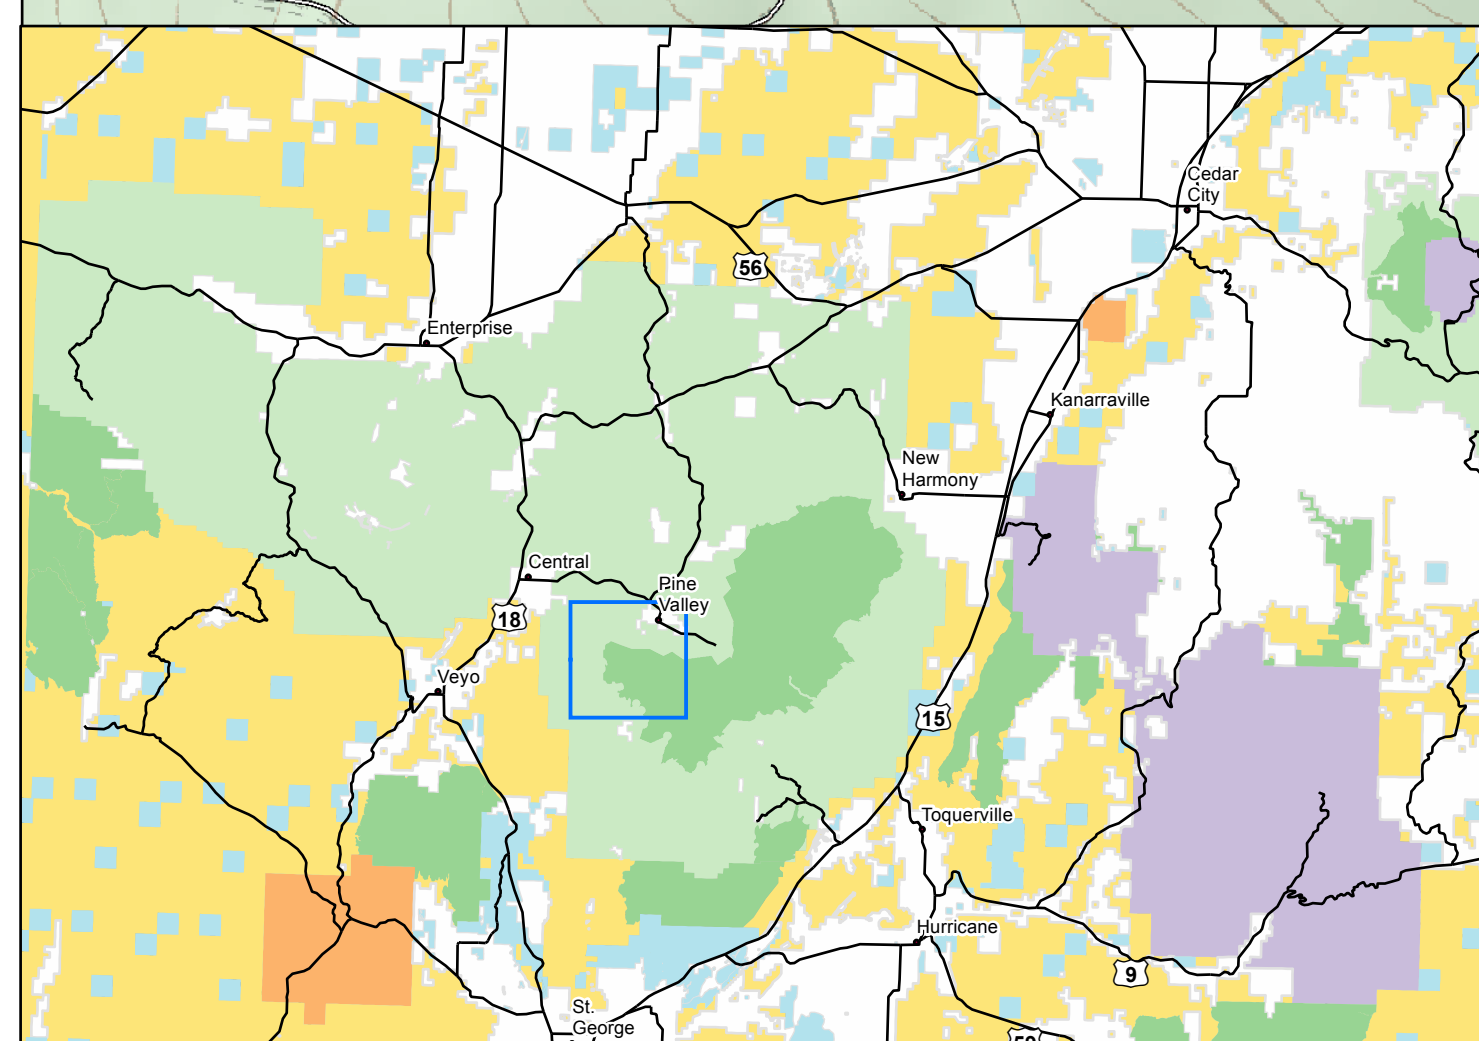 Cedar
City
56
Enterprise
Kanarraville
New
Harmony
Central
Pine
Valley
18
Veyo
15
Toquerville
Hurricane
9
St.
George